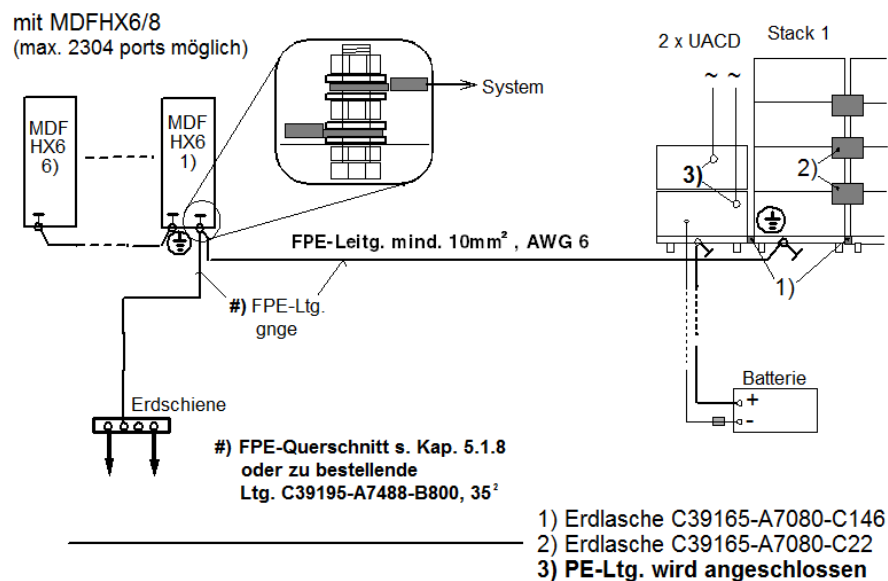 mit MDFHX6/8
(max. 2304 ports möglich)
2 x UACD
Stack 1
~ ~
System
MDF
HX6
6)
MDF
HX6
1)
2)
3)
FPE-Leitg. mind. 10mm² , AWG 6
1)
#) FPE-Ltg.
gnge
Batterie
+
-
Erdschiene
#) FPE-Querschnitt s. Kap. 5.1.8
oder zu bestellende
Ltg. C39195-A7488-B800, 35²
1) Erdlasche C39165-A7080-C146
2) Erdlasche C39165-A7080-C22
3) PE-Ltg. wird angeschlossen